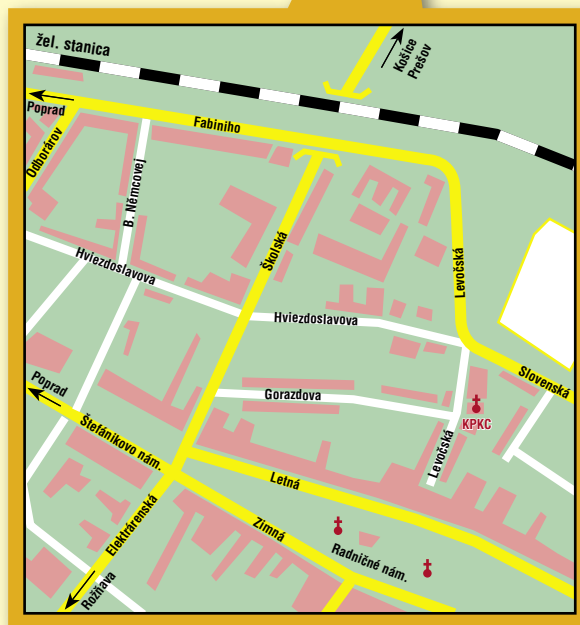 žel. stanica
Košice
Prešov
Poprad
Fabiniho
Odborárov
B. Němcovej
Školská
Levočská
Hviezdoslavova
Hviezdoslavova
Slovenská
Poprad
Gorazdova
KPKC
Štefánikovo nám.
Levočská
Letná
Elektrárenská
Zimná
Radničné nám.
Rožňava